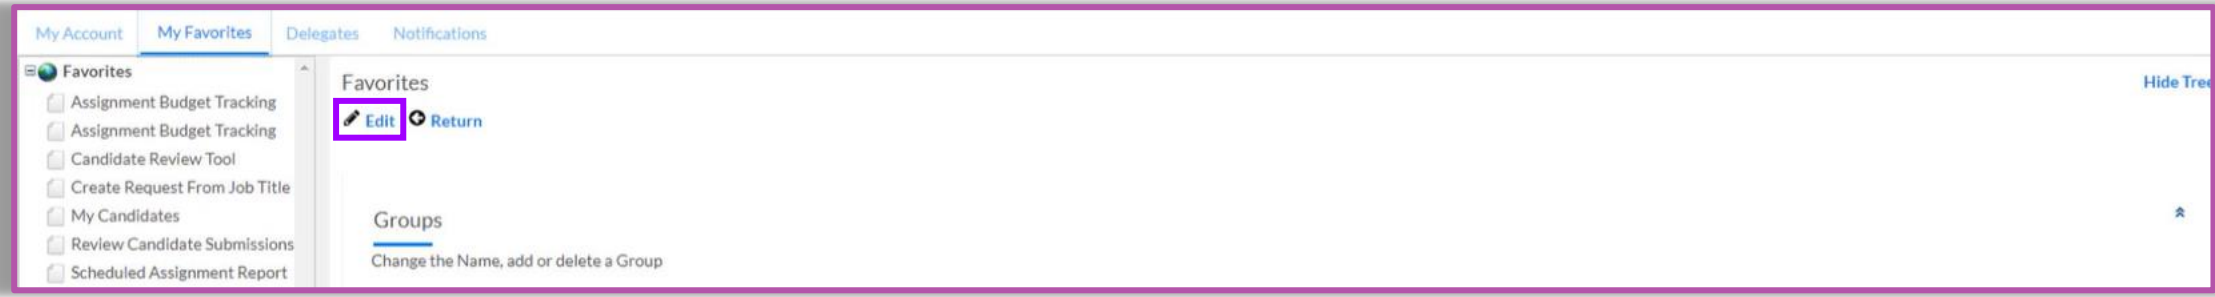 My Account My Favorites Delegates Notifications
Favorites
Assignment Budget Tracking
Assignment Budget Tracking
Candidate Review Tool
Create Request From Job Title
My Candidates
Review Candidate Submissions
Scheduled Assignment Report
Favorites
Hide Tree
Edit Return
Groups
Change the Name, add or delete a Group